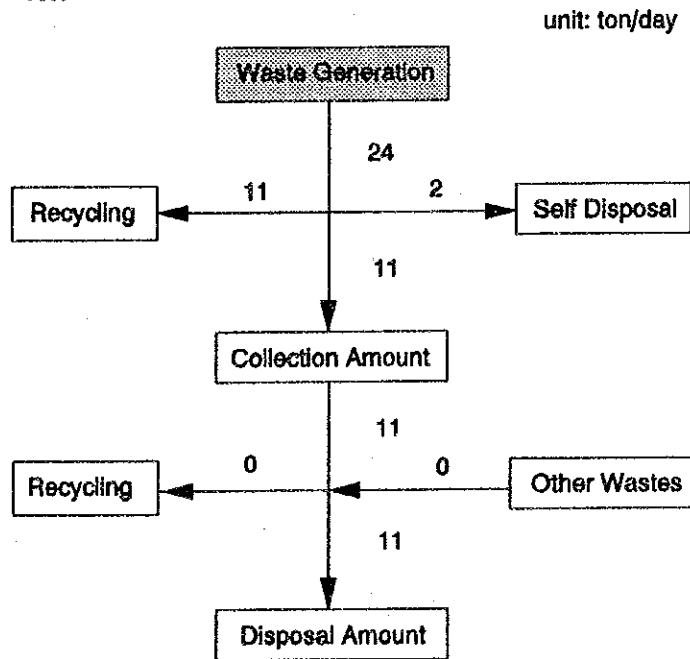 unit: ton/day
Waste Generation
24
11
2
Recycling
Self Disposal
11
Collection Amount
11
0
0
Recycling
Other Wastes
11
Disposal Amount